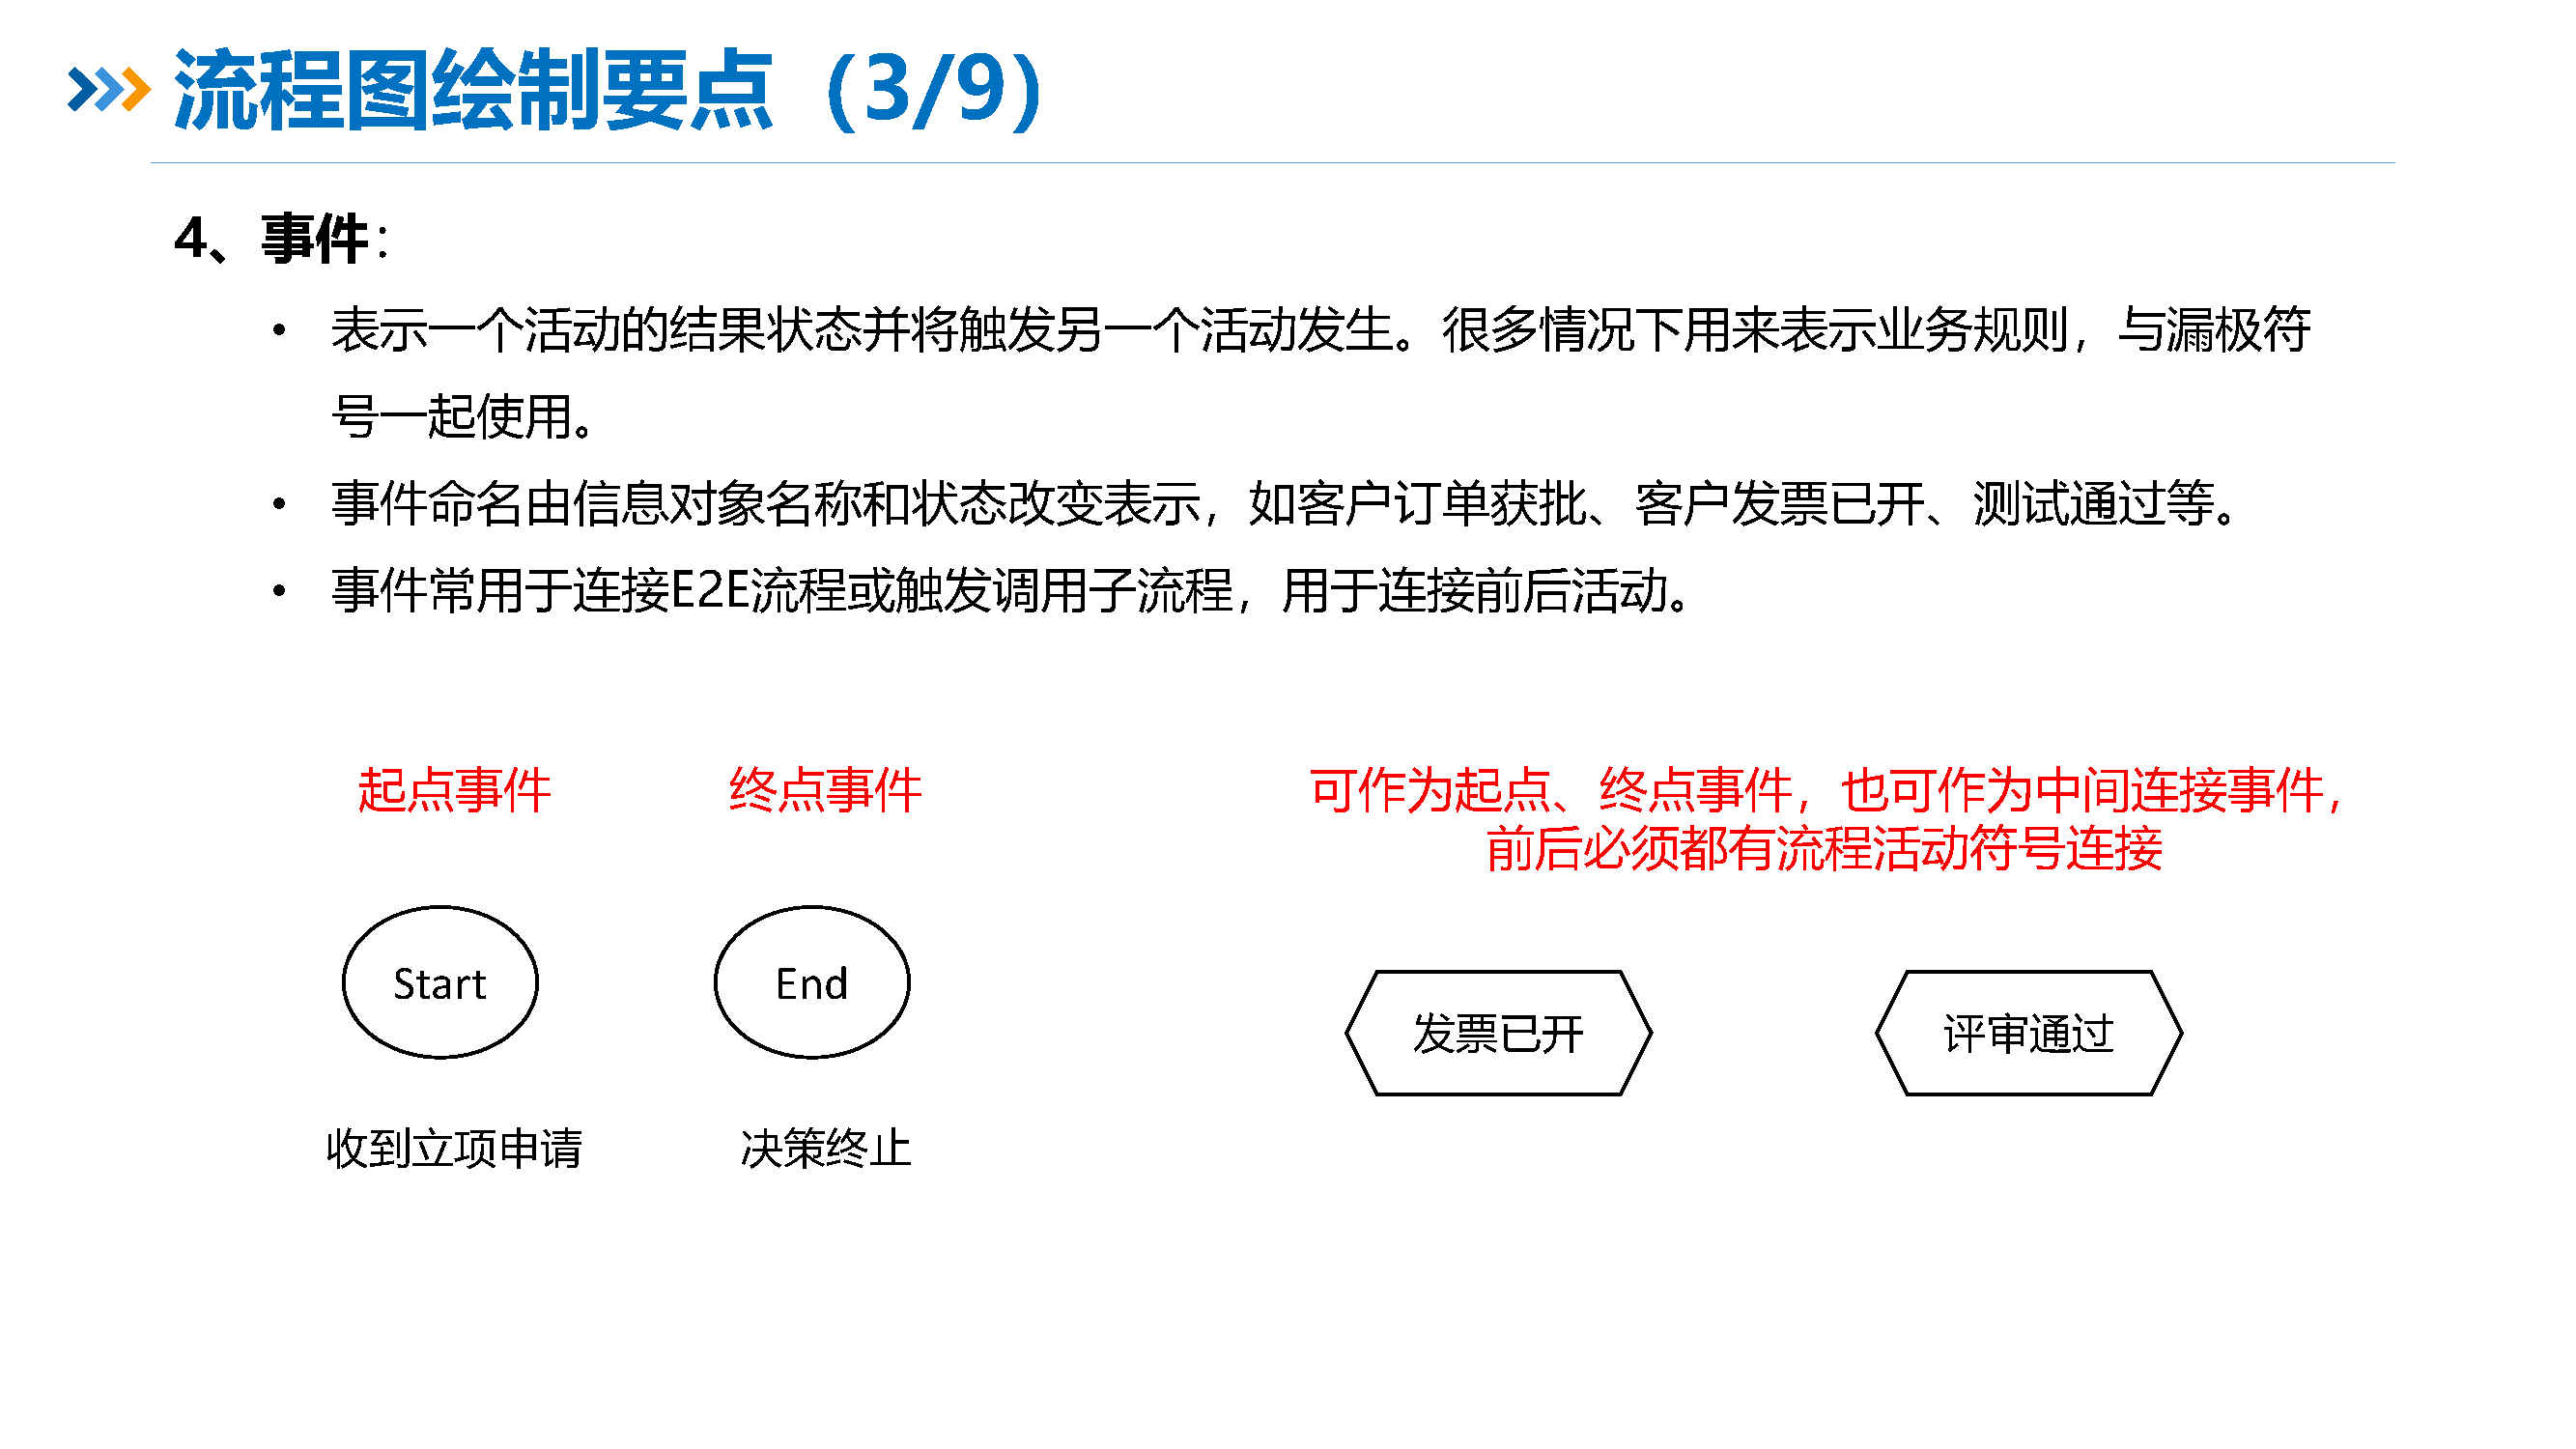 流程图绘制要点（3/9）
4、事件：
• 表示一个活动的结果状态并将触发另一个活动发生。很多情况下用来表示业务规则，与漏极符
号一起使用。
• 事件命名由信息对象名称和状态改变表示，如客户订单获批、客户发票已开、测试通过等。
• 事件常用于连接E2E流程或触发调用子流程，用于连接前后活动。
起点事件
终点事件
可作为起点、终点事件，也可作为中间连接事件，
前后必须都有流程活动符号连接
Start
End
发票已开
评审通过
收到立项申请
决策终止